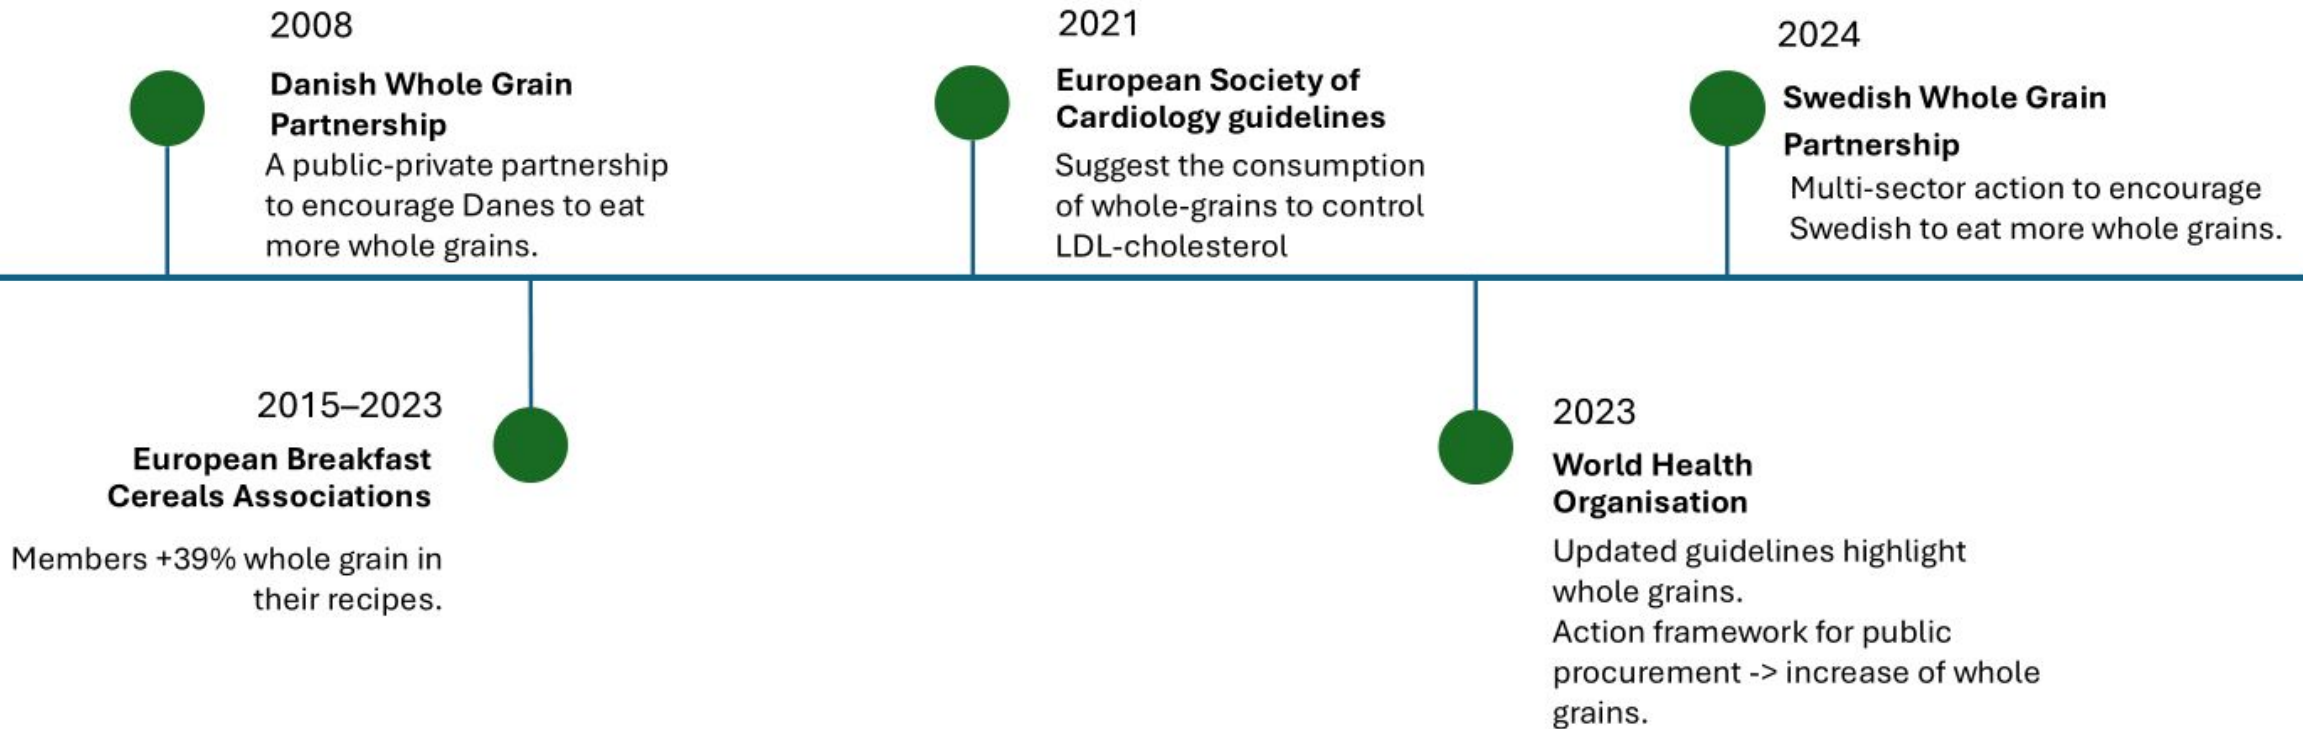 2008
Danish Whole Grain
Partnership
A public-private partnership
to encourage Danes to eat
more whole grains.
2015–2023
European Breakfast
Cereals Associations
Members +39% whole grain in
their recipes.
2021
European Society of
Cardiology guidelines
Suggest the consumption
of whole-grains to control
LDL-cholesterol
2023
World Health
Organisation
Updated guidelines highlight
whole grains.
Action framework for public
procurement -> increase of whole
grains.
2024
Swedish Whole Grain
Partnership
Multi-sector action to encourage
Swedish to eat more whole grains.